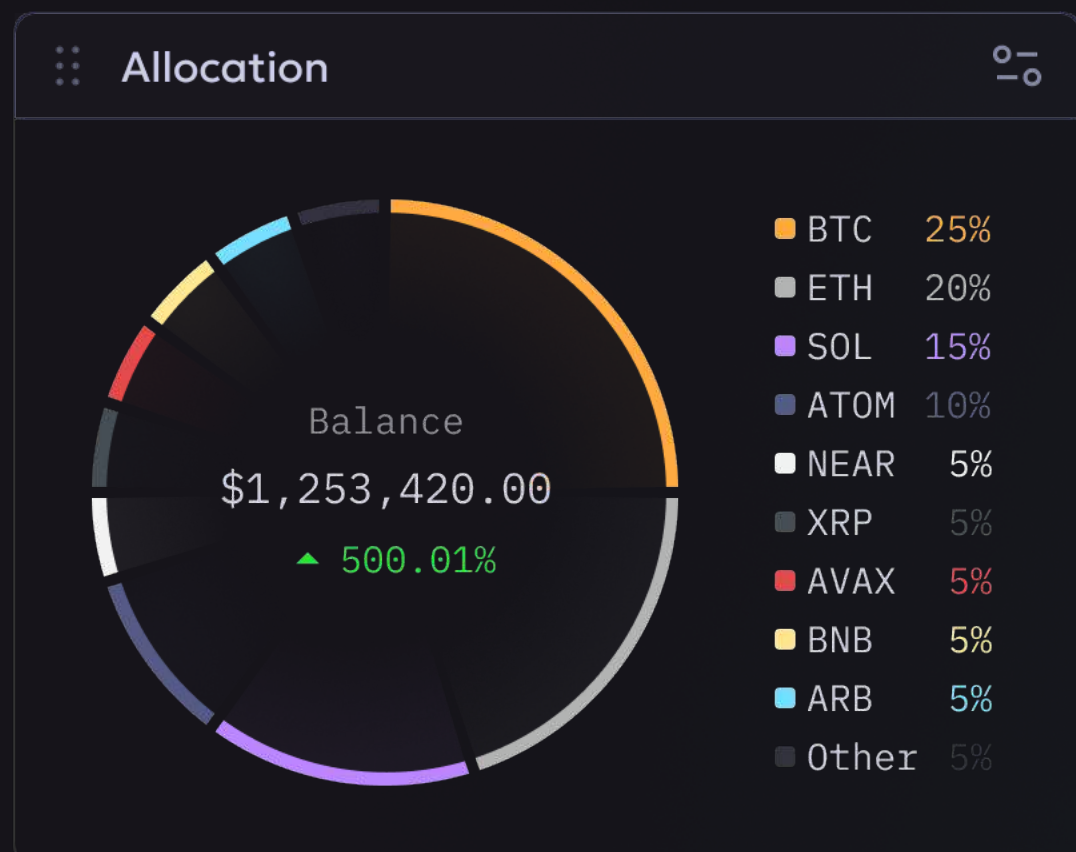 Allocation
Balance
$1,253,420.00
500.01%
BTC 25%
ETH 20%
SOL 15%
ATOM 10%
NEAR 5%
XRP 5%
AVAX 5%
BNB 5%
ARB 5%
Other 5%